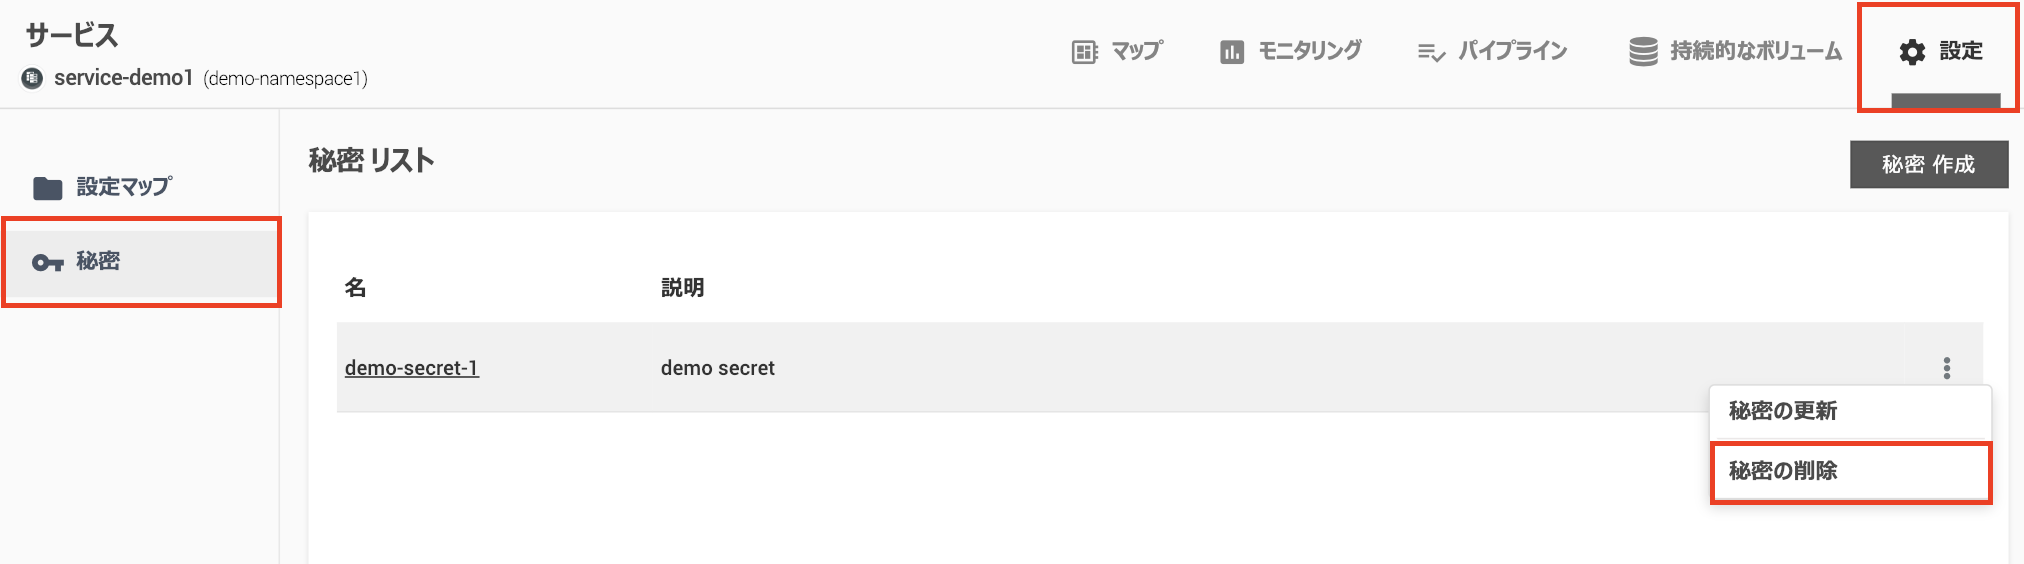 サービス
service-demo1 (demo-namespace1)
マップ
モニタリング
パイプライン
持続的なボリューム
設定
設定マップ
秘密
秘密 リスト
秘密 作成
名 説明
demo-secret-1 demo secret
秘密の更新
秘密の削除